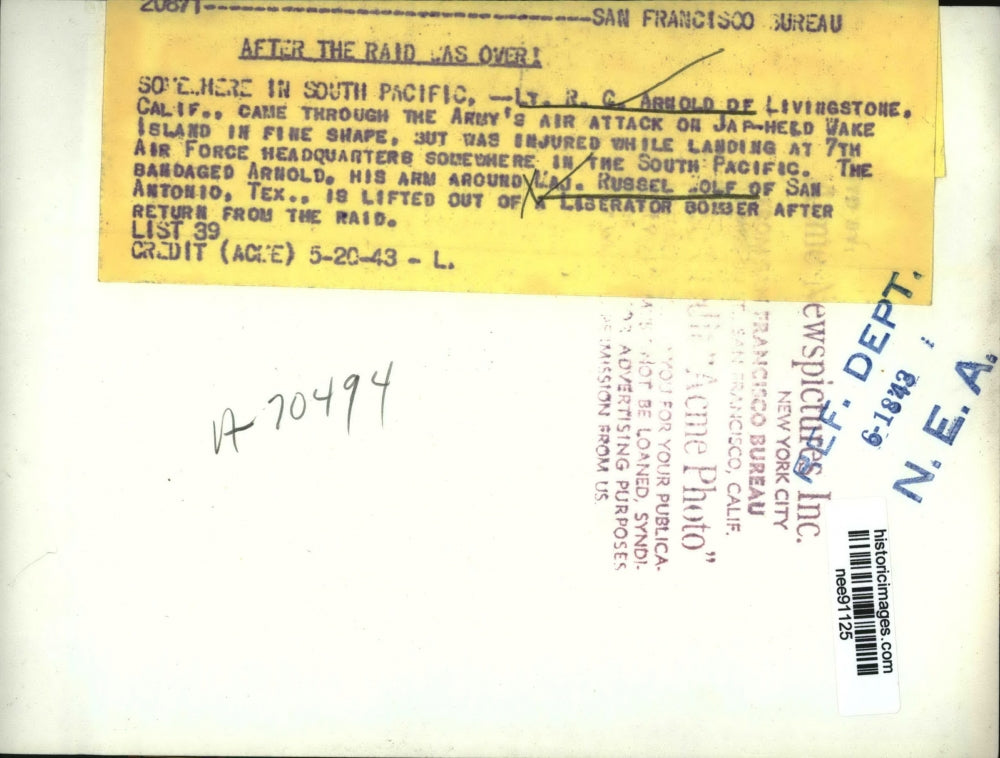 20871-----------------------------------SAN FRANCISCO BUREAU
AFTER THE RAID WAS OVER!
SOMEWHERE IN SOUTH PACIFIC, —LT. R. G. ARNOLD OF LIVINGSTONE,
CALIF., CAME THROUGH THE ARMY'S AIR ATTACK ON JAP-HELD WAKE
ISLAND IN FINE SHAPE, BUT WAS INJURED WHILE LANDING AT 7TH
AIR FORCE HEADQUARTERS SOMEWHERE IN THE SOUTH PACIFIC. THE
BANDAGED ARNOLD, HIS ARM AROUND MAJ. RUSSEL OF SAN
ANTONIO, TEX., IS LIFTED OUT OF A LIBERATOR BOMBER AFTER
RETURN FROM THE RAID.
LIST 39
CREDIT (ACME) 5-20-43 - L.
Newspictures, Inc.
NEW YORK CITY
FRANCISCO BUREAU
SAN FRANCISCO, CALIF.
"Acme Photo"
YOU FOR YOUR PUBLICA-
NOT BE LOANED, SYNDI-
OR ADVERTISING PURPOSES
MISSION FROM US.
REF. DEPT.
6-1843
N. E. A.
70494
historicimages.com
nee91125